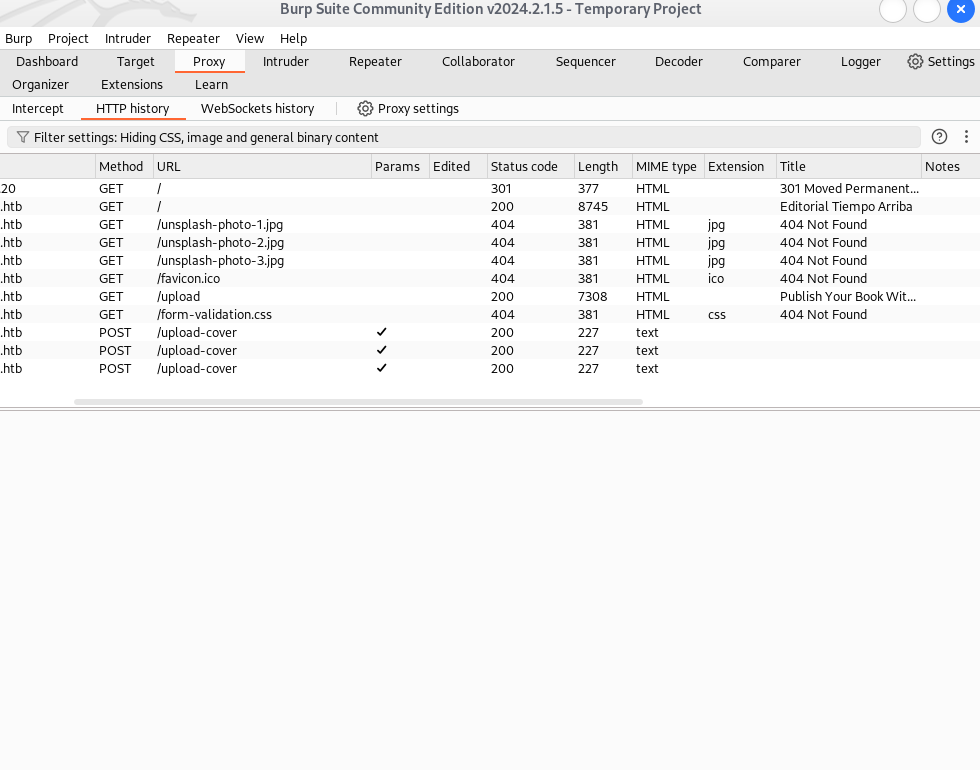 Burp Suite Community Edition v2024.2.1.5 - Temporary Project
Burp Project Intruder Repeater View Help
Dashboard Target Proxy Intruder Repeater Collaborator Sequencer Decoder Comparer Logger Settings
Organizer Extensions Learn
Intercept HTTP history WebSockets history Proxy settings
Filter settings: Hiding CSS, image and general binary content
Method URL Params Edited Status code Length MIME type Extension Title Notes
.20 GET / 301 377 HTML 301 Moved Permanent...
.htb GET / 200 8745 HTML Editorial Tiempo Arriba
.htb GET /unsplash-photo-1.jpg 404 381 HTML jpg 404 Not Found
.htb GET /unsplash-photo-2.jpg 404 381 HTML jpg 404 Not Found
.htb GET /unsplash-photo-3.jpg 404 381 HTML jpg 404 Not Found
.htb GET /favicon.ico 404 381 HTML ico 404 Not Found
.htb GET /upload 200 7308 HTML Publish Your Book Wit...
.htb GET /form-validation.css 404 381 HTML css 404 Not Found
.htb POST /upload-cover ✓ 200 227 text
.htb POST /upload-cover ✓ 200 227 text
.htb POST /upload-cover ✓ 200 227 text